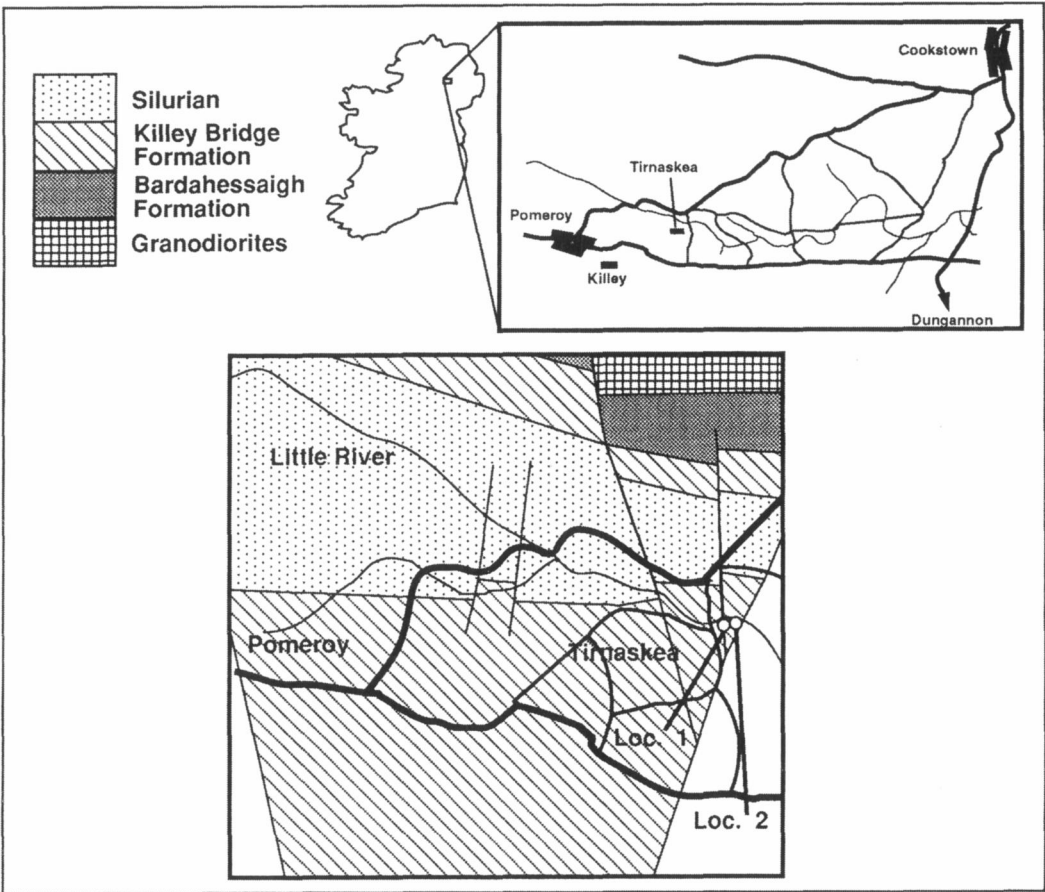 Silurian
Killey Bridge
Formation
Bardahessaigh
Formation
Granodiorites
Cookstown
Tirnaskea
Pomeroy
Killey
Dungannon
Little River
Pomeroy
Tirnaskea
Loc. 1
Loc. 2